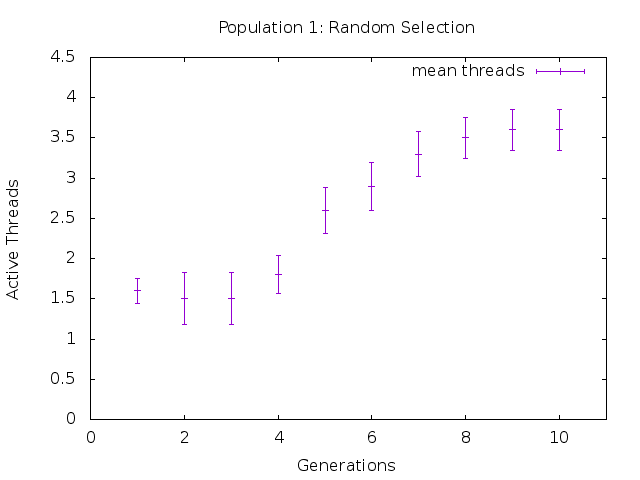 Population 1: Random Selection
mean threads
Active Threads
4.5
4
3.5
3
2.5
2
1.5
1
0.5
0
0 2 4 6 8 10
Generations